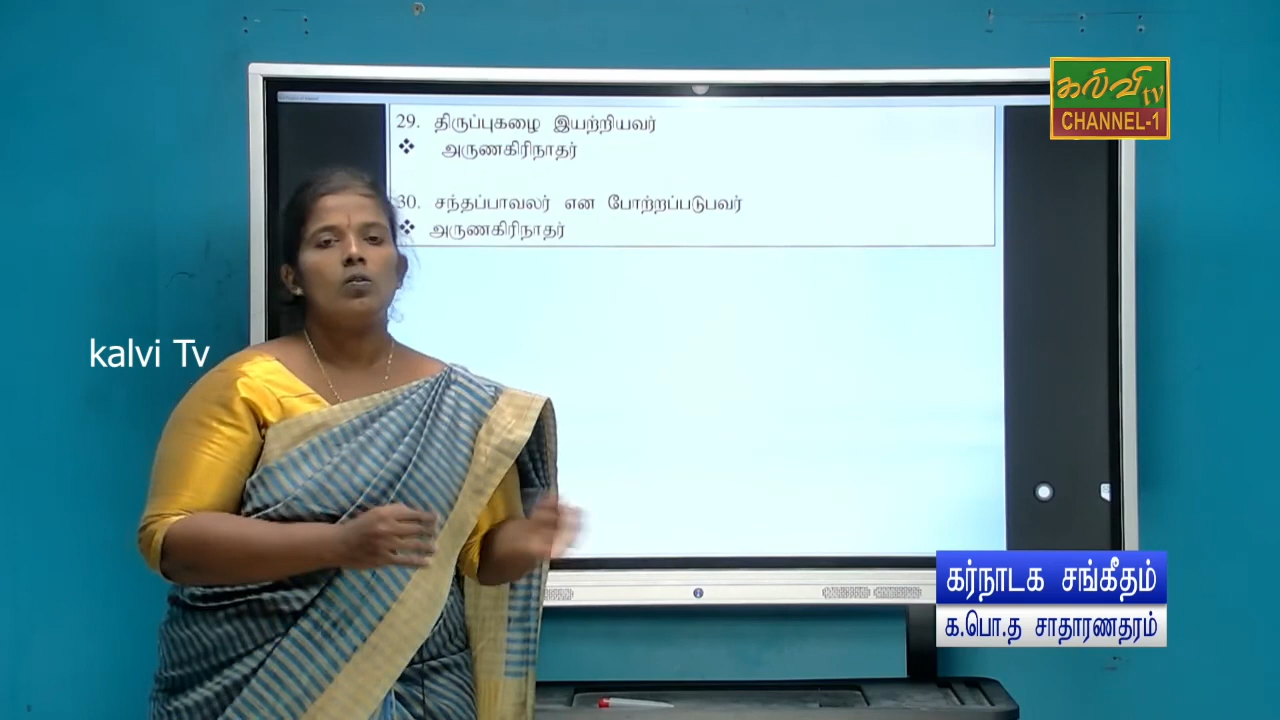 கல்வி tv
CHANNEL-1
29. திருப்புகழை இயற்றியவர்
❖ அருணகிரிநாதர்
30. சந்தப்பாவலர் என போற்றப்படுபவர்
❖ அருணகிரிநாதர்
kalvi Tv
கர்நாடக சங்கீதம்
க.பொ.த சாதாரணதரம்